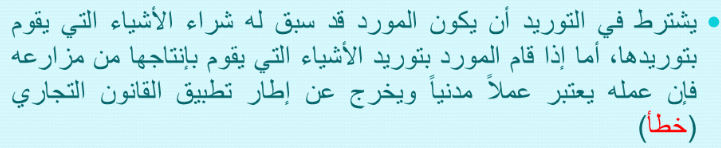 • يشترط في التوريد أن يكون المورد قد سبق له شراء الأشياء التي يقوم
بتوريدها، أما إذا قام المورد بتوريد الأشياء التي يقوم بإنتاجها من مزارعه
فإن عمله يعتبر عملاً مدنياً ويخرج عن إطار تطبيق القانون التجاري
(خطأ)